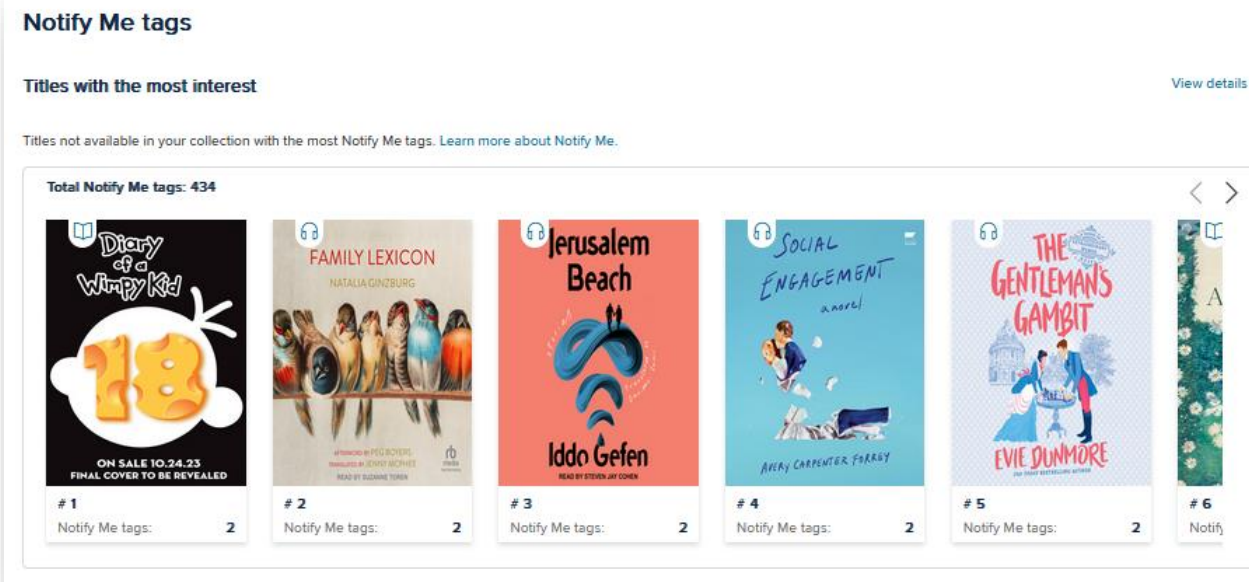 Notify Me tags
Titles with the most interest
View details
Titles not available in your collection with the most Notify Me tags. Learn more about Notify Me.
Total Notify Me tags: 434
Diary
of a
Wimpy Kid
18
ON SALE 10.24.23
FINAL COVER TO BE REVEALED
# 1
Notify Me tags: 2
FAMILY LEXICON
NATALIA GINZBURG
AFTERWORD BY PEG BOYERS
TRANSLATED BY JENNY MCPHEE
READ BY SUZANNE TOREN
rb
media
# 2
Notify Me tags: 2
Jerusalem
Beach
stories
Iddo Gefen
READ BY STEVEN JAY COHEN
# 3
Notify Me tags: 2
SOCIAL
ENGAGEMENT
a novel
AVERY CARPENTER FORREY
# 4
Notify Me tags: 2
THE
GENTLEMAN'S
GAMBIT
EVIE DUNMORE
# 5
Notify Me tags: 2
A
# 6
Notify